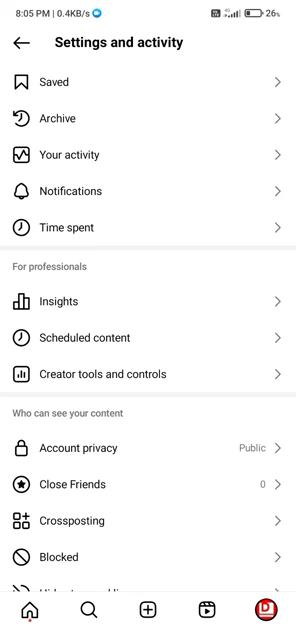 8:05 PM | 0.4KB/s
4G
26%
Settings and activity
Saved
Archive
Your activity
Notifications
Time spent
For professionals
Insights
Scheduled content
Creator tools and controls
Who can see your content
Account privacy Public
Close Friends 0
Crossposting
Blocked